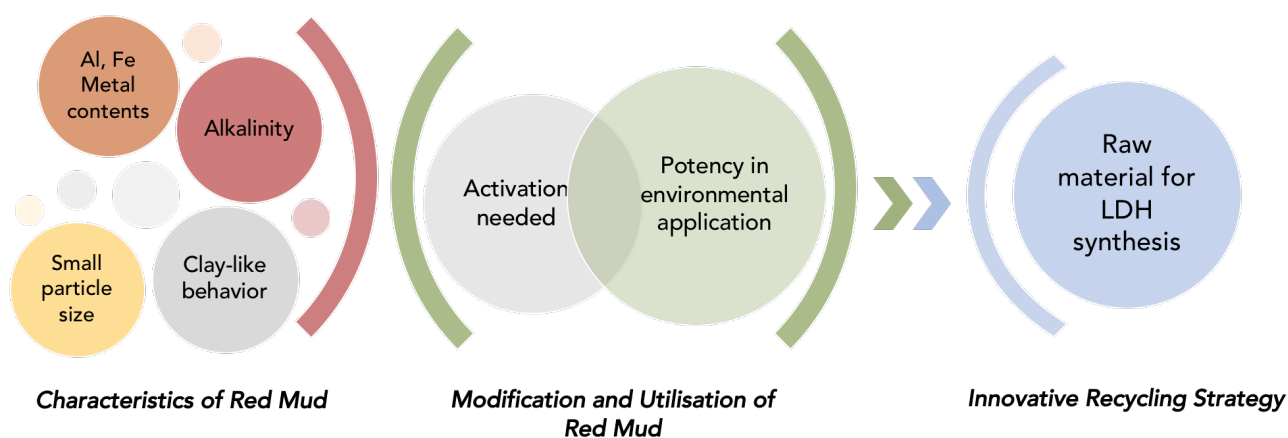 Al, Fe
Metal
contents
Alkalinity
Small
particle
size
Clay-like
behavior
Characteristics of Red Mud
Activation
needed
Potency in
environmental
application
Modification and Utilisation of
Red Mud
Raw
material for
LDH
synthesis
Innovative Recycling Strategy